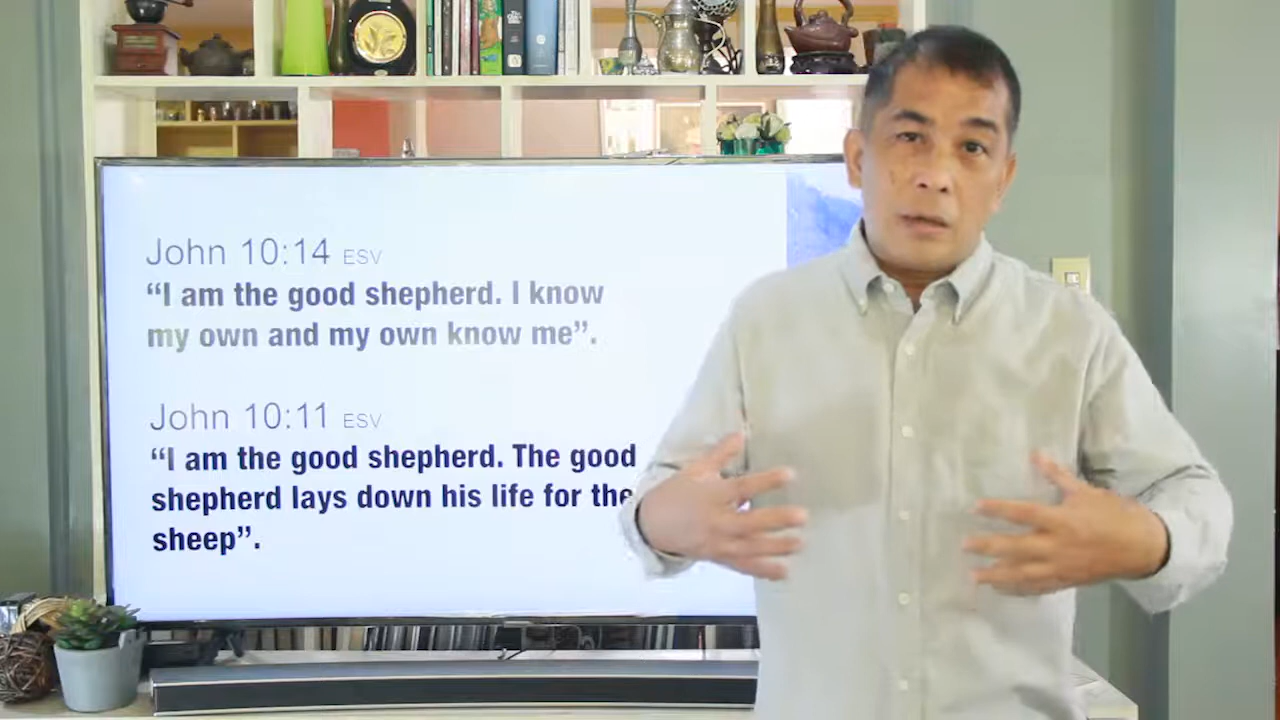 John 10:14 ESV
“I am the good shepherd. I know
my own and my own know me”.
John 10:11 ESV
“I am the good shepherd. The good
shepherd lays down his life for the
sheep”.